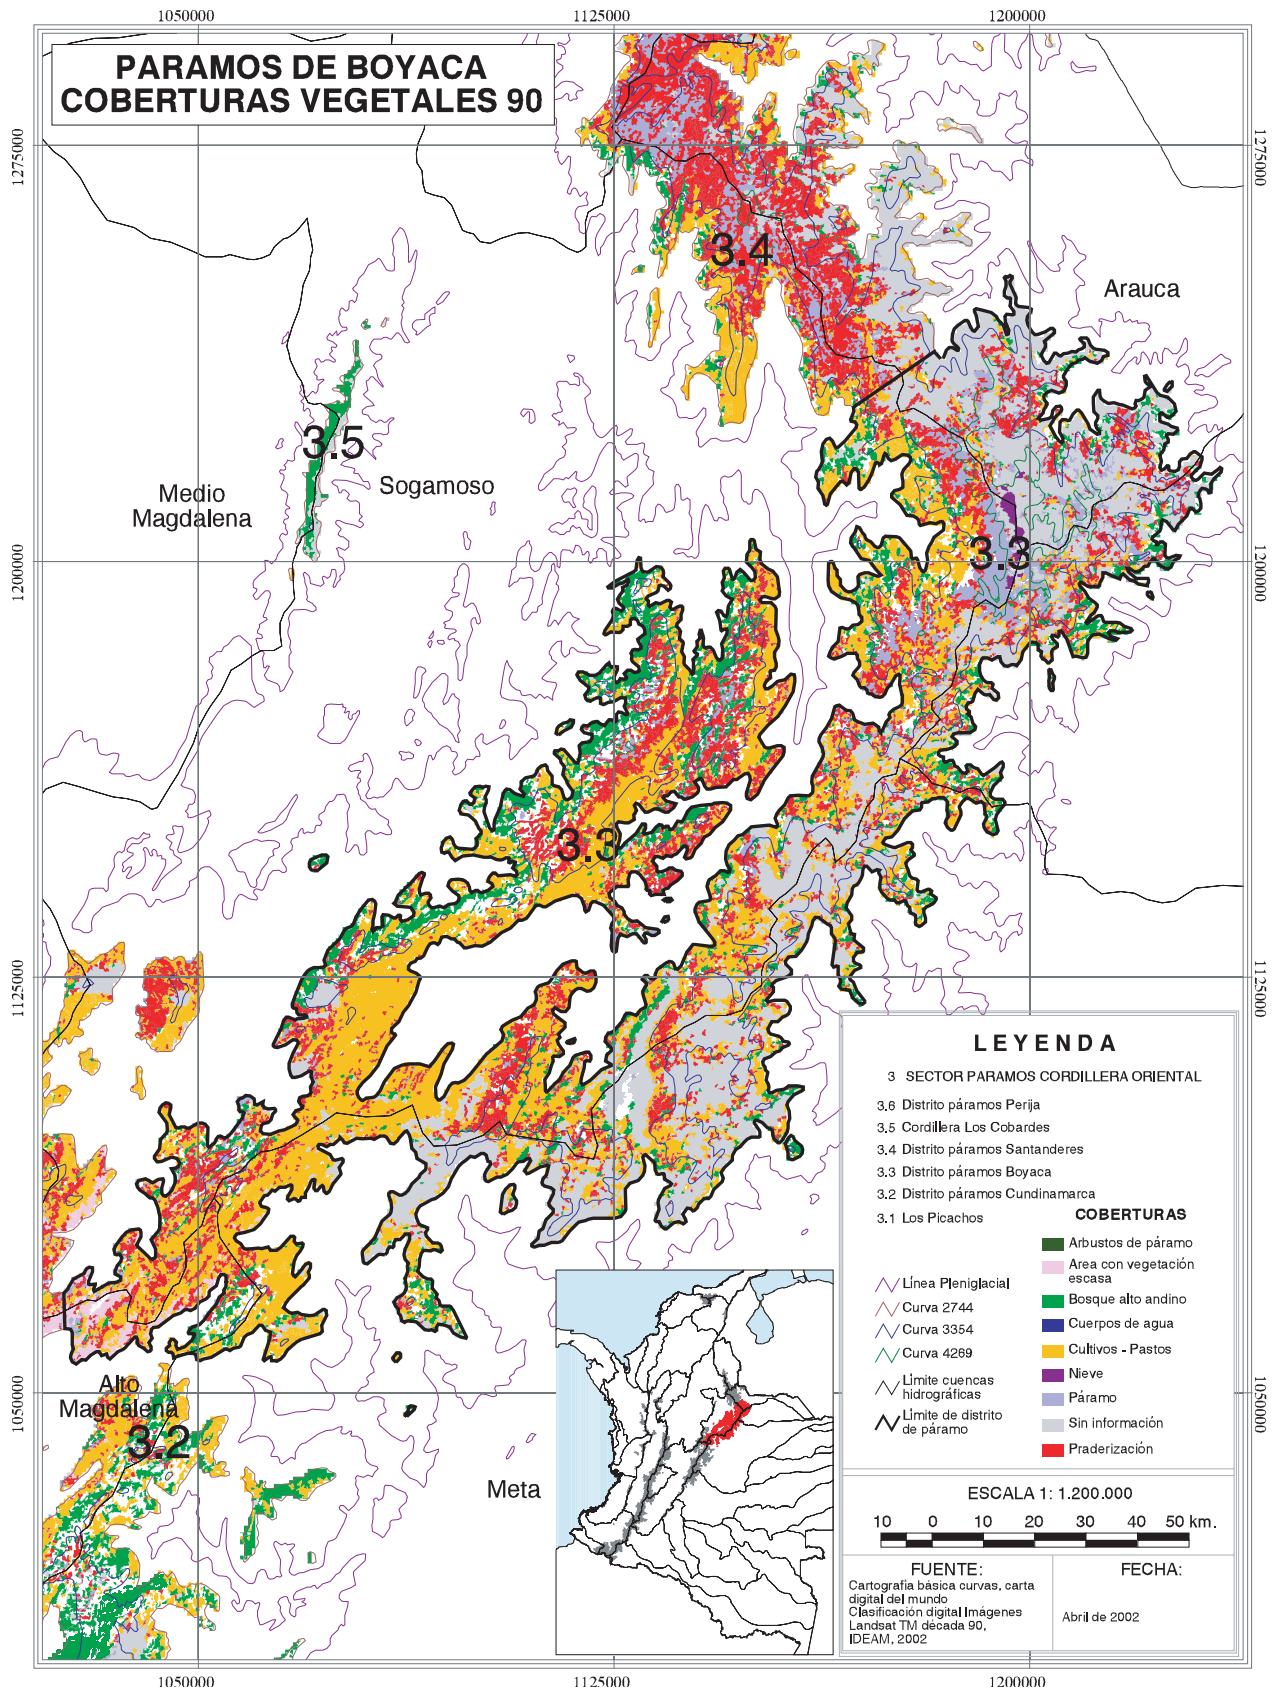 1050000
1125000
1200000
PARAMOS DE BOYACA
COBERTURAS VEGETALES 90
1275000
1275000
3.4
Arauca
3.5
Medio
Magdalena
Sogamoso
3.3
1200000
1200000
3.3
1125000
1125000
Alto
Magdalena
3.2
1050000
1050000
Meta
LEYENDA
3 SECTOR PARAMOS CORDILLERA ORIENTAL
3.6 Distrito páramos Perija
3.5 Cordillera Los Cobardes
3.4 Distrito páramos Santanderes
3.3 Distrito páramos Boyaca
3.2 Distrito páramos Cundinamarca
3.1 Los Picachos
Línea Pleniglacial
Curva 2744
Curva 3354
Curva 4269
Límite cuencas
hidrográficas
Límite de distrito
de páramo
COBERTURAS
Arbustos de páramo
Area con vegetación
escasa
Bosque alto andino
Cuerpos de agua
Cultivos - Pastos
Nieve
Páramo
Sin información
Praderización
ESCALA 1: 1.200.000
10 0 10 20 30 40 50 km.
FUENTE:
Cartografía básica curvas, carta
digital del mundo
Clasificación digital Imágenes
Landsat TM década 90,
IDEAM, 2002
FECHA:
Abril de 2002
1050000
1125000
1200000